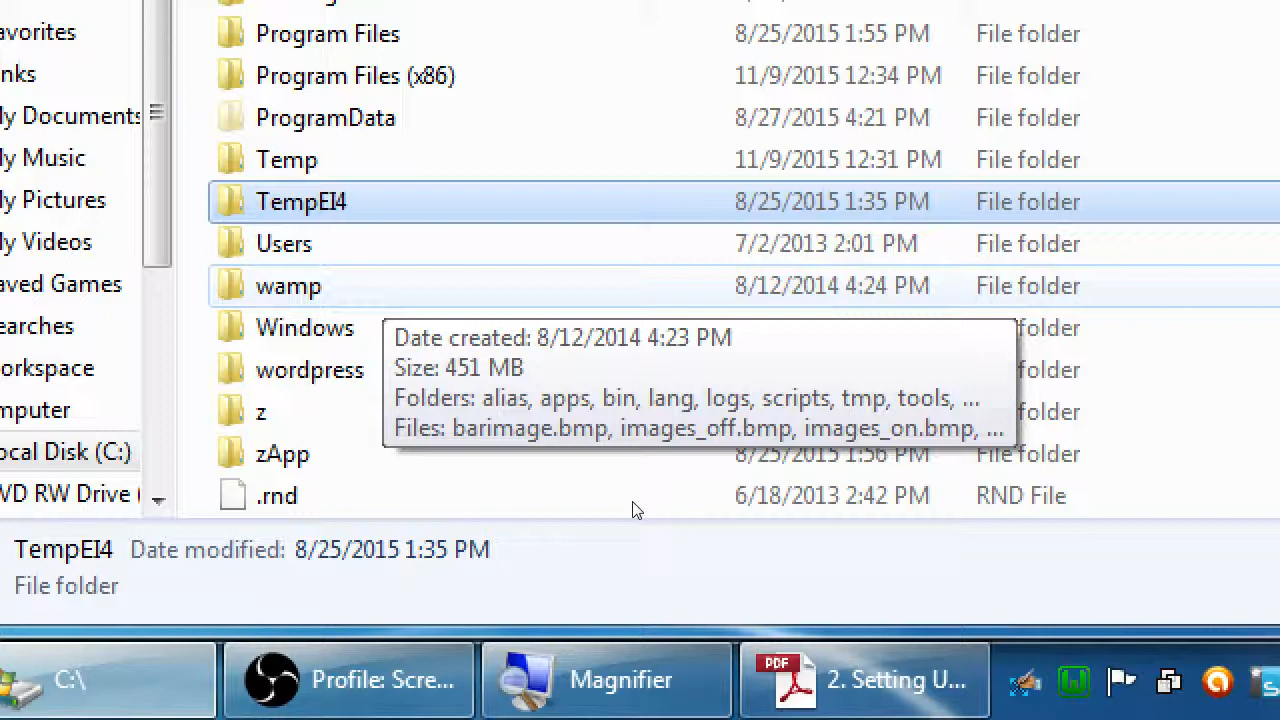 avorites
nks
ly Documents
ly Music
ly Pictures
ly Videos
aved Games
earches
orkspace
mputer
ocal Disk (C:)
WD RW Drive (
Program Files 8/25/2015 1:55 PM File folder
Program Files (x86) 11/9/2015 12:34 PM File folder
ProgramData 8/27/2015 4:21 PM File folder
Temp 11/9/2015 12:31 PM File folder
TempEI4 8/25/2015 1:35 PM File folder
Users 7/2/2013 2:01 PM File folder
wamp 8/12/2014 4:24 PM File folder
Windows folder
wordpress folder
z folder
zApp 8/25/2015 1:56 PM File folder
.rnd 6/18/2013 2:42 PM RND File
Date created: 8/12/2014 4:23 PM
Size: 451 MB
Folders: alias, apps, bin, lang, logs, scripts, tmp, tools, ...
Files: barimage.bmp, images_off.bmp, images_on.bmp, ...
TempEI4 Date modified: 8/25/2015 1:35 PM
File folder
C:\ Profile: Scre... Magnifier PDF 2. Setting U...